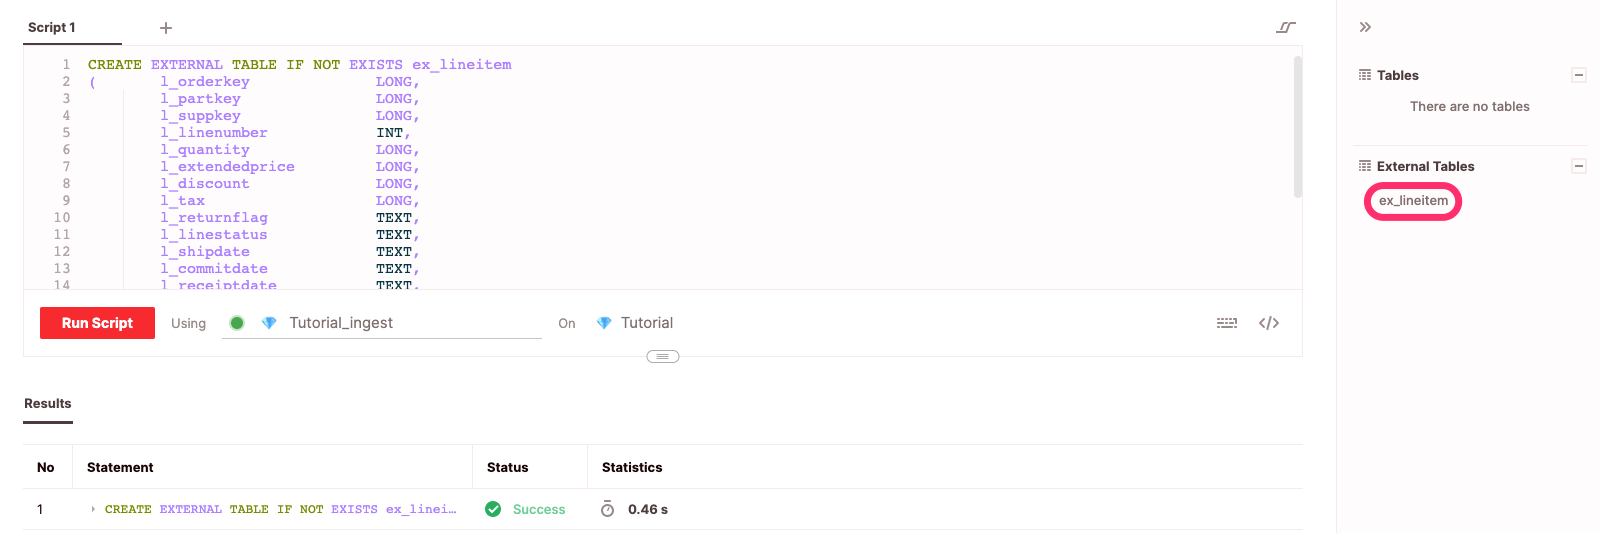 Script 1
+
1 CREATE EXTERNAL TABLE IF NOT EXISTS ex_lineitem
2 ( l_orderkey LONG,
3 l_partkey LONG,
4 l_suppkey LONG,
5 l_linenumber INT,
6 l_quantity LONG,
7 l_extendedprice LONG,
8 l_discount LONG,
9 l_tax LONG,
10 l_returnflag TEXT,
11 l_linestatus TEXT,
12 l_shipdate TEXT,
13 l_commitdate TEXT,
14 l_receiptdate TEXT,
Run Script Using Tutorial_ingest On Tutorial </>
Results
No Statement Status Statistics
1 CREATE EXTERNAL TABLE IF NOT EXISTS ex_linei… Success 0.46 s
Tables
There are no tables
External Tables
ex_lineitem